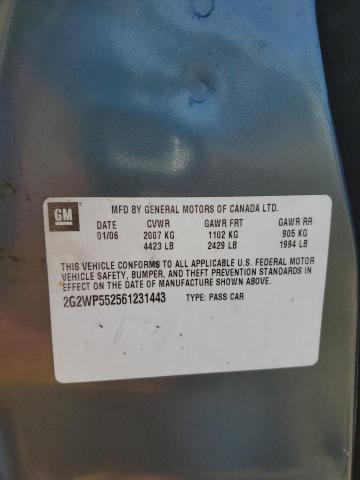 GM
MFD BY GENERAL MOTORS OF CANADA LTD.
DATE GVWR GAWR FRT GAWR RR
01/06 2007 KG 1102 KG 905 KG
4423 LB 2429 LB 1994 LB
THIS VEHICLE CONFORMS TO ALL APPLICABLE U.S. FEDERAL MOTOR
VEHICLE SAFETY, BUMPER, AND THEFT PREVENTION STANDARDS IN
EFFECT ON THE DATE OF MANUFACTURE SHOWN ABOVE.
2G2WP552561231443 TYPE: PASS CAR